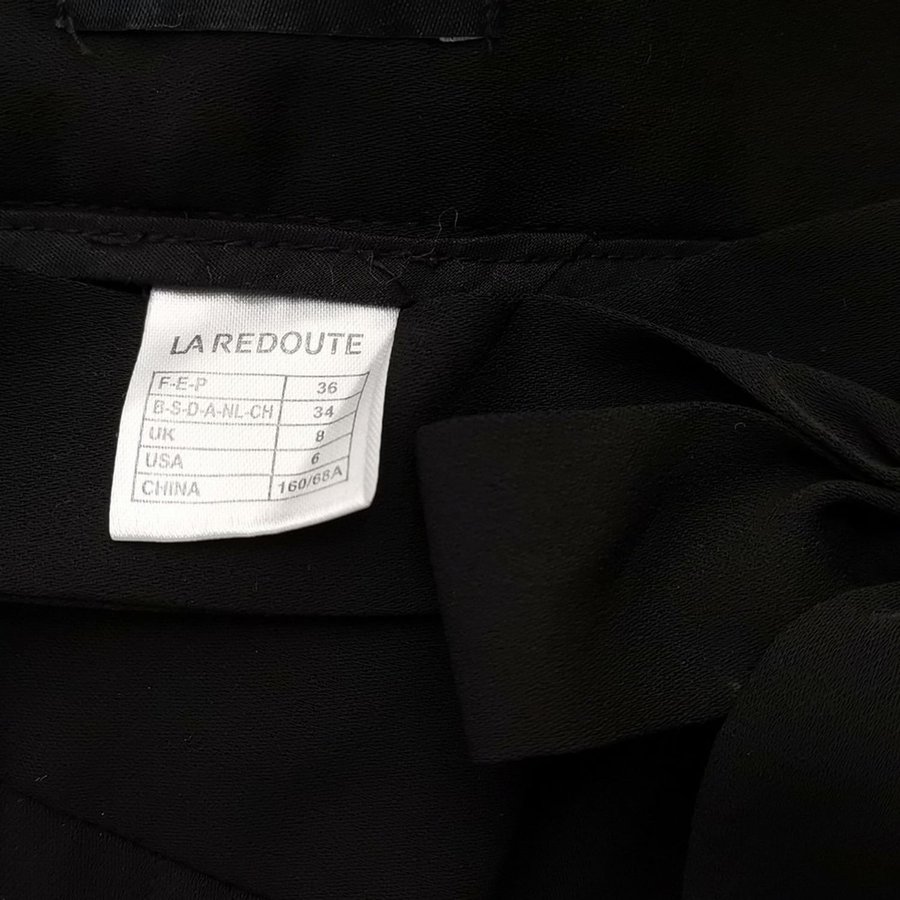 LA REDOUTE
F-E-P 36
B-S-D-A-NL-CH 34
UK 8
USA 6
CHINA 160/68A